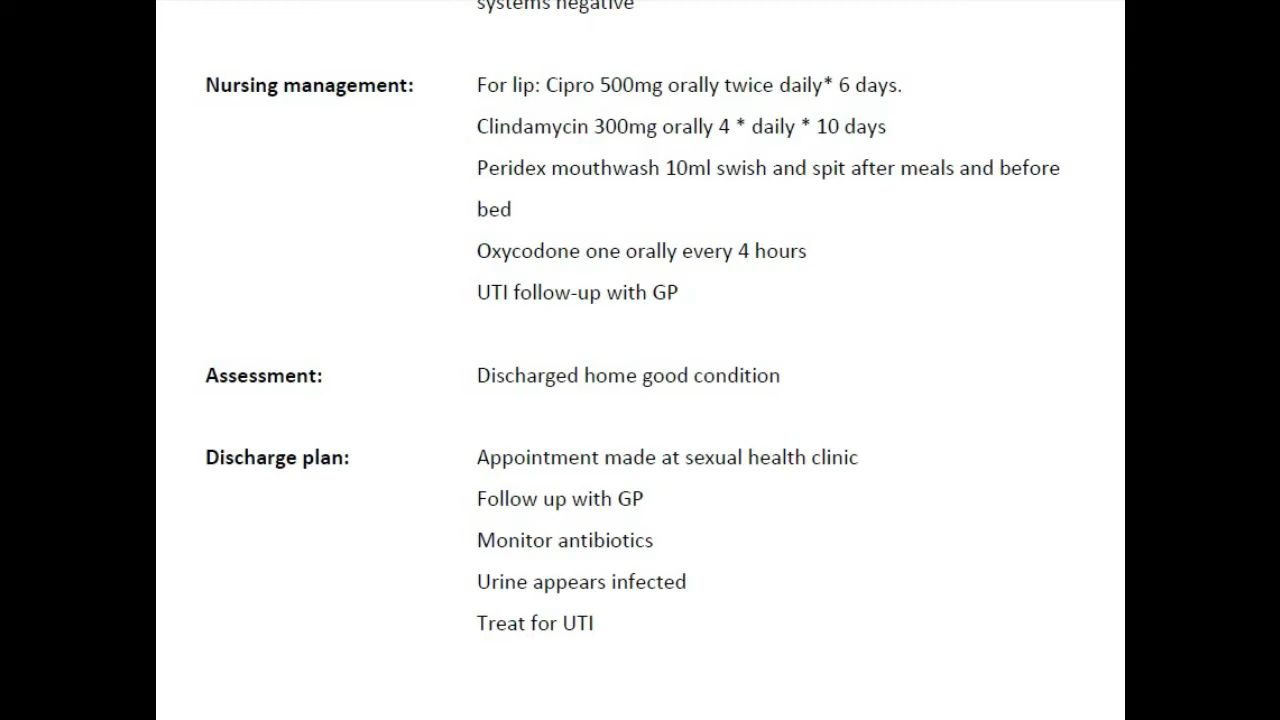 systems negative
Nursing management: For lip: Cipro 500mg orally twice daily* 6 days.
Clindamycin 300mg orally 4 * daily * 10 days
Peridex mouthwash 10ml swish and spit after meals and before
bed
Oxycodone one orally every 4 hours
UTI follow-up with GP
Assessment: Discharged home good condition
Discharge plan: Appointment made at sexual health clinic
Follow up with GP
Monitor antibiotics
Urine appears infected
Treat for UTI